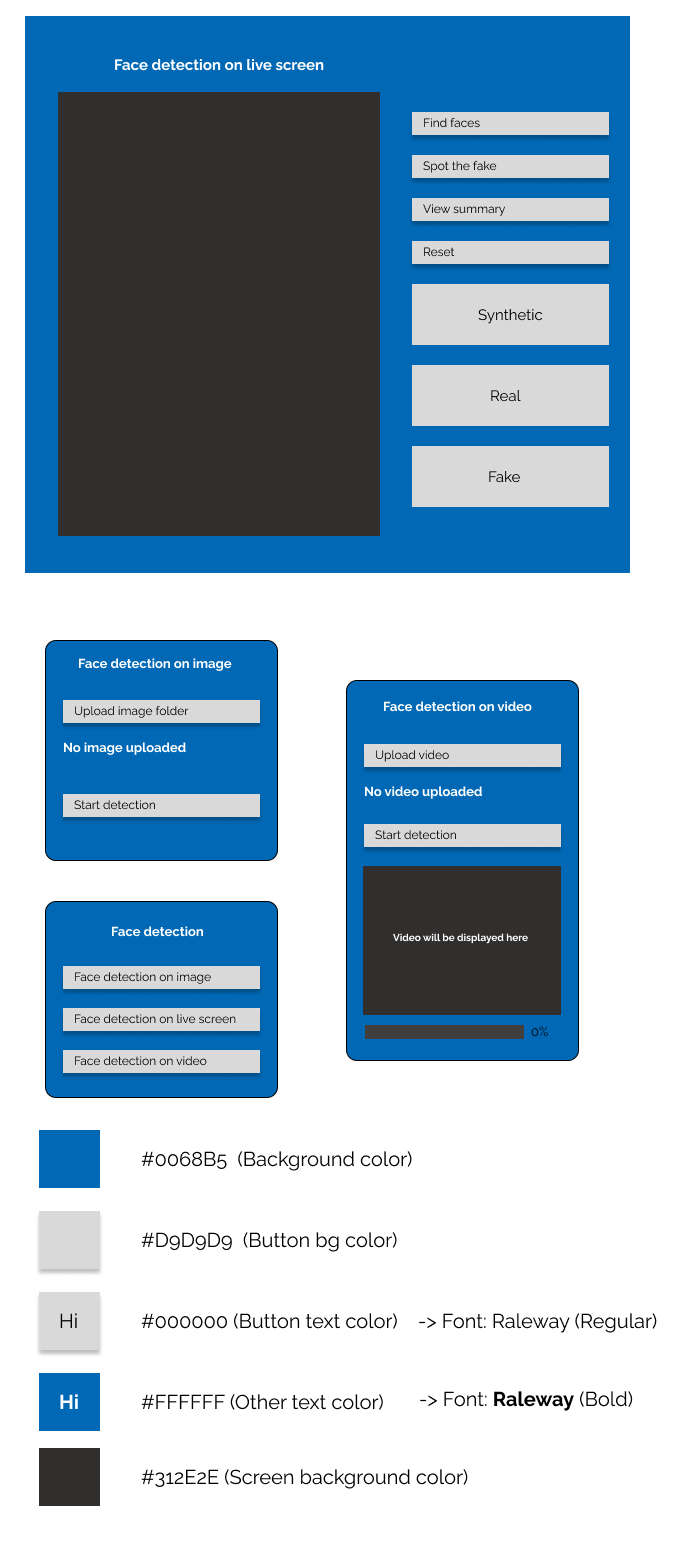 Face detection on live screen
Find faces
Spot the fake
View summary
Reset
Synthetic
Real
Fake
Face detection on image
Upload image folder
No image uploaded
Start detection
Face detection on video
Upload video
No video uploaded
Start detection
Video will be displayed here
0%
Face detection
Face detection on image
Face detection on live screen
Face detection on video
#0068B5 (Background color)
#D9D9D9 (Button bg color)
Hi #000000 (Button text color) -> Font: Raleway (Regular)
Hi #FFFFFF (Other text color) -> Font: Raleway (Bold)
#312E2E (Screen background color)